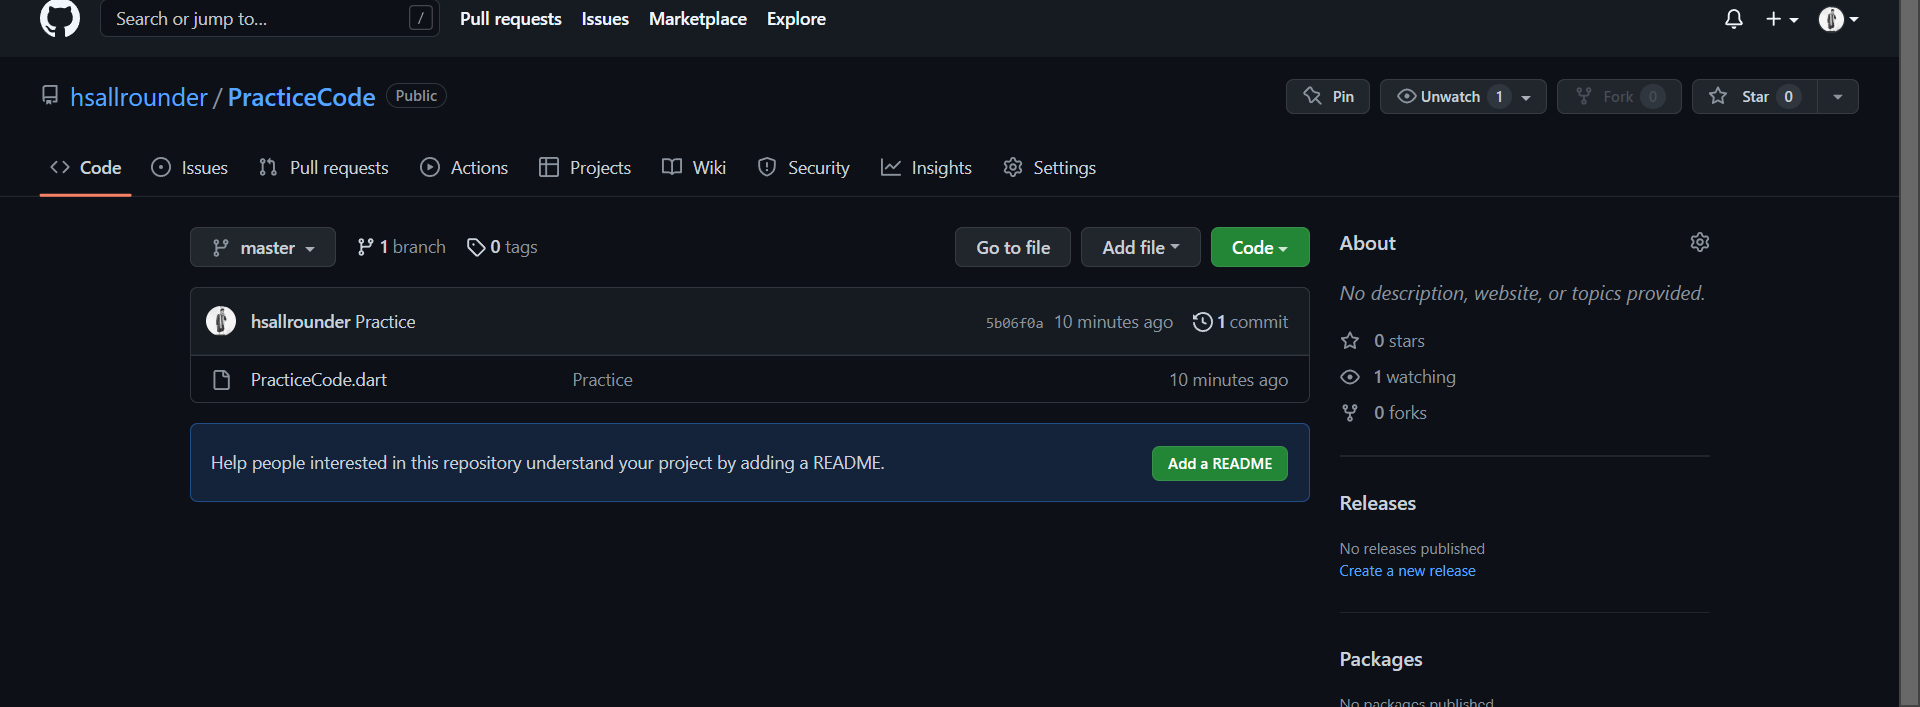 Search or jump to... /
Pull requests Issues Marketplace Explore
hsallrounder / PracticeCode Public
Pin Unwatch 1 Fork 0 Star 0
Code Issues Pull requests Actions Projects Wiki Security Insights Settings
master 1 branch 0 tags Go to file Add file Code
hsallrounder Practice 5b06f0a 10 minutes ago 1 commit
PracticeCode.dart Practice 10 minutes ago
Help people interested in this repository understand your project by adding a README. Add a README
About
No description, website, or topics provided.
0 stars
1 watching
0 forks
Releases
No releases published
Create a new release
Packages
No packages published